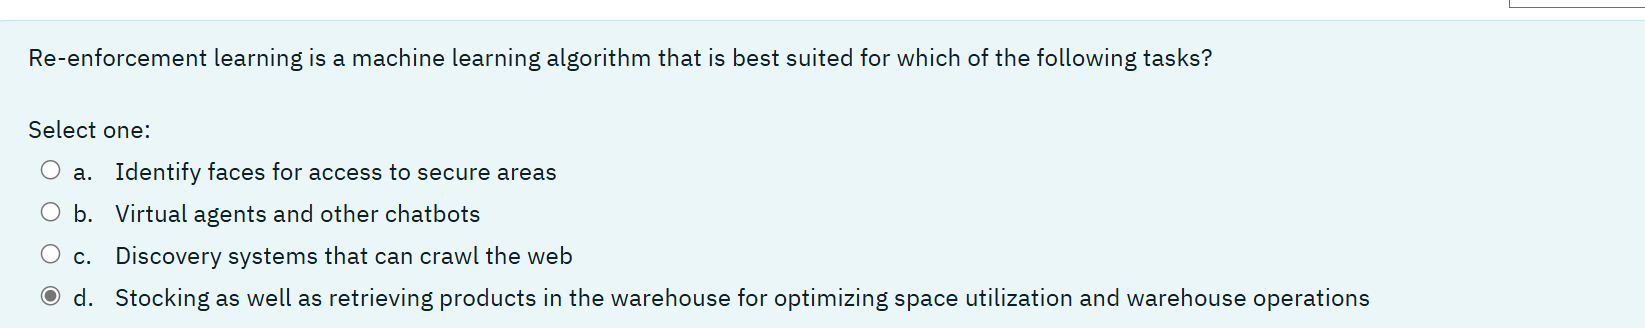 Re-enforcement learning is a machine learning algorithm that is best suited for which of the following tasks?
Select one:
a. Identify faces for access to secure areas
b. Virtual agents and other chatbots
c. Discovery systems that can crawl the web
d. Stocking as well as retrieving products in the warehouse for optimizing space utilization and warehouse operations